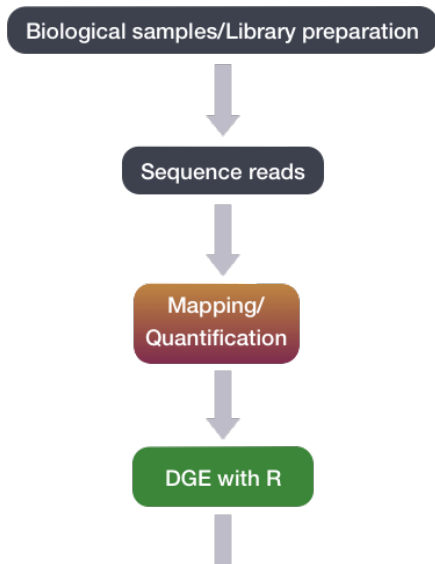 Biological samples/Library preparation
Sequence reads
Mapping/
Quantification
DGE with R